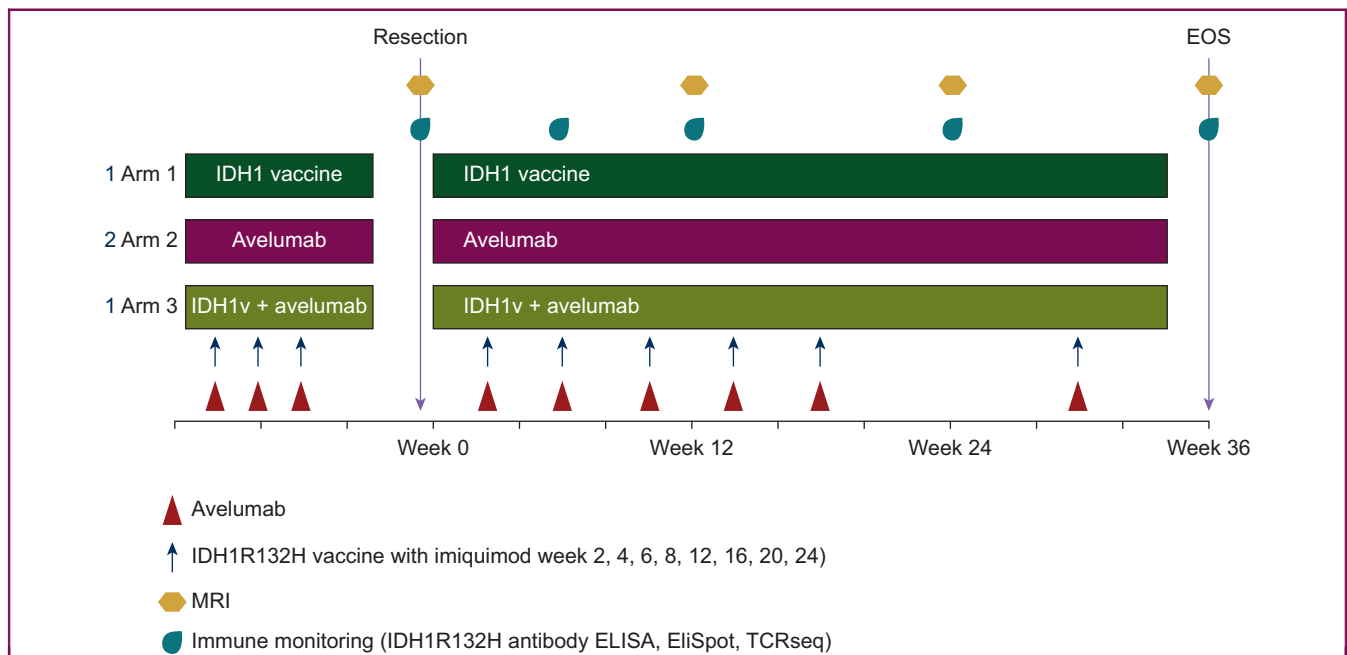 Resection EOS
1 Arm 1 IDH1 vaccine IDH1 vaccine
2 Arm 2 Avelumab Avelumab
1 Arm 3 IDH1v + avelumab IDH1v + avelumab
Week 0 Week 12 Week 24 Week 36
Avelumab
IDH1R132H vaccine with imiquimod week 2, 4, 6, 8, 12, 16, 20, 24)
MRI
Immune monitoring (IDH1R132H antibody ELISA, EliSpot, TCRseq)